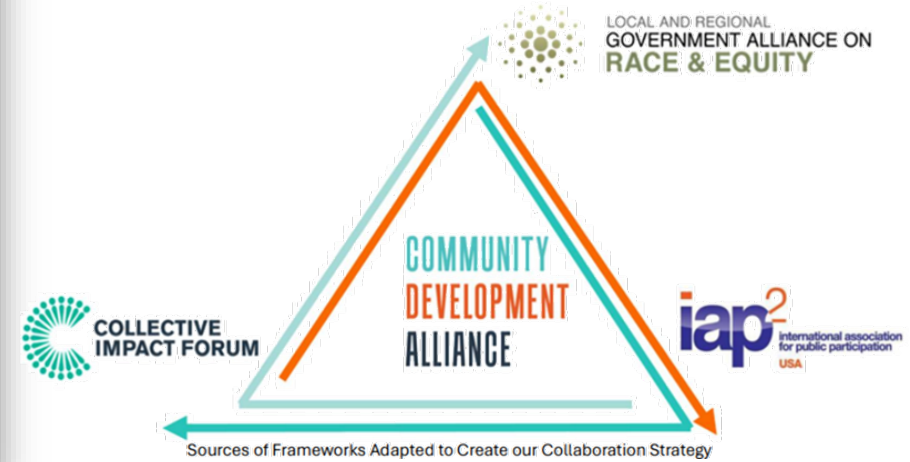 LOCAL AND REGIONAL
GOVERNMENT ALLIANCE ON
RACE & EQUITY
COMMUNITY
DEVELOPMENT
ALLIANCE
COLLECTIVE
IMPACT FORUM
iap2
international association
for public participation
USA
Sources of Frameworks Adapted to Create our Collaboration Strategy